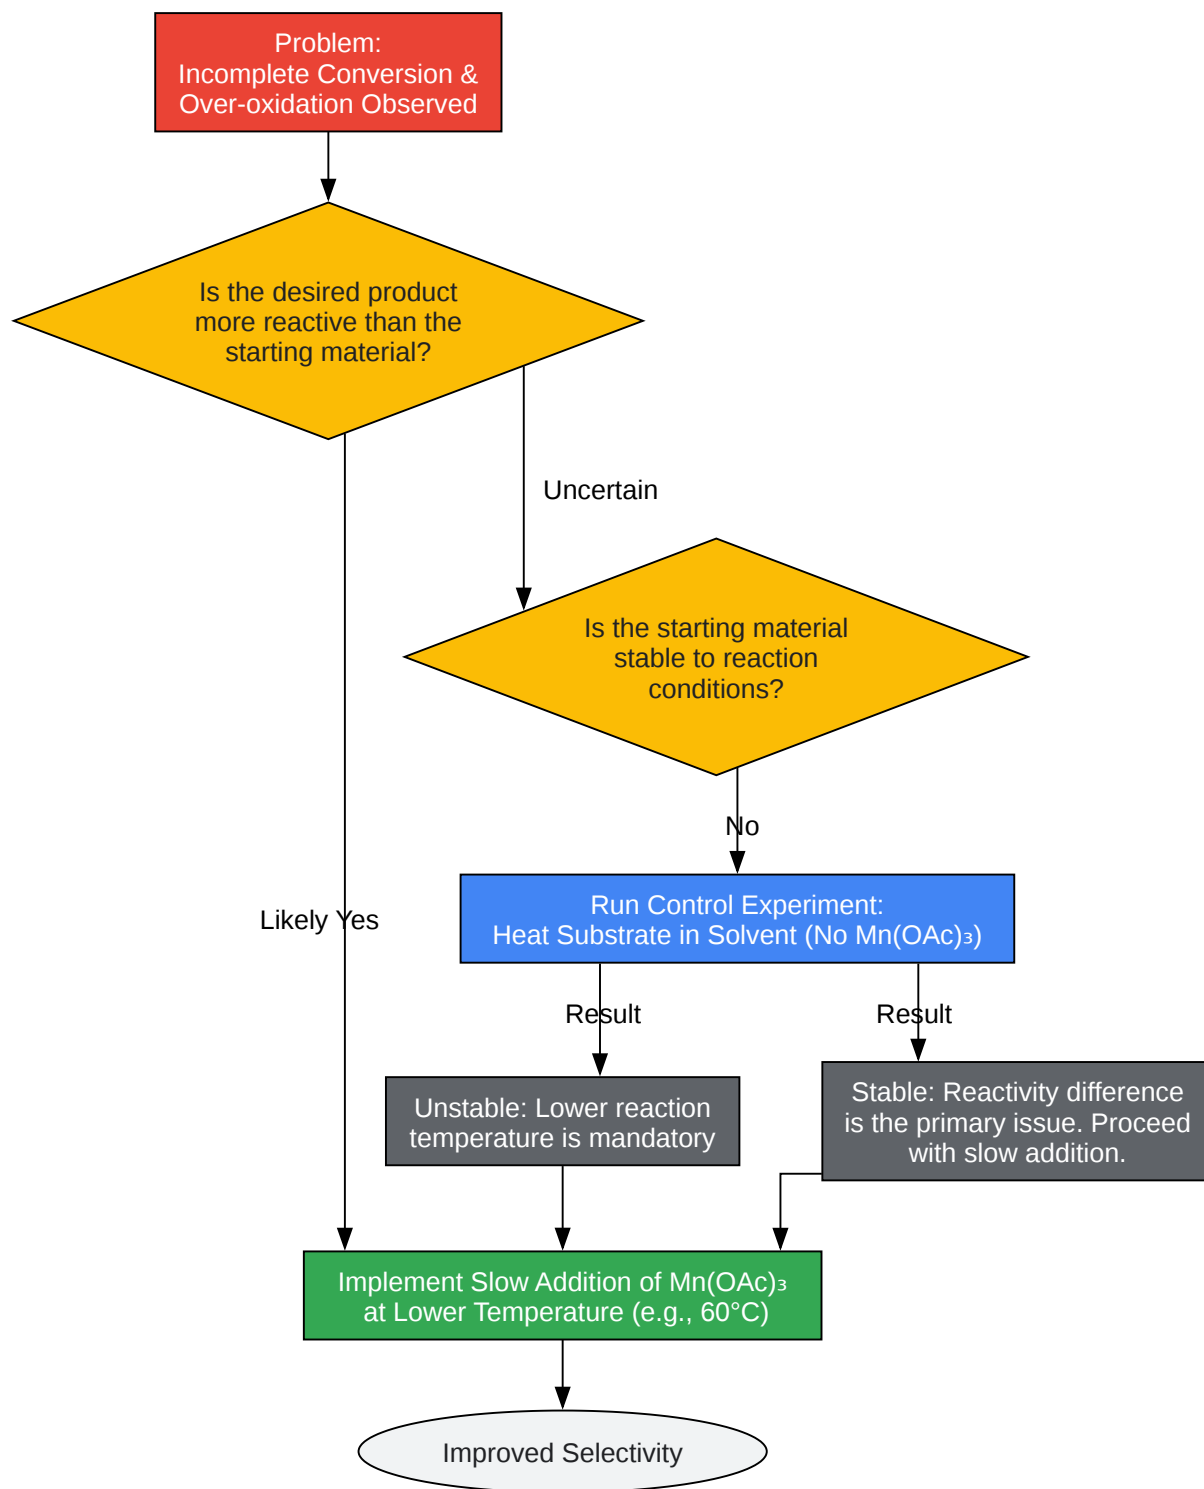 Problem:
Incomplete Conversion &
Over-oxidation Observed
Is the desired product
more reactive than the
starting material?
Uncertain
Is the starting material
stable to reaction
conditions?
No
Likely Yes
Run Control Experiment:
Heat Substrate in Solvent (No Mn(OAc)₃)
Result
Result
Unstable: Lower reaction
temperature is mandatory
Stable: Reactivity difference
is the primary issue. Proceed
with slow addition.
Implement Slow Addition of Mn(OAc)₃
at Lower Temperature (e.g., 60°C)
Improved Selectivity